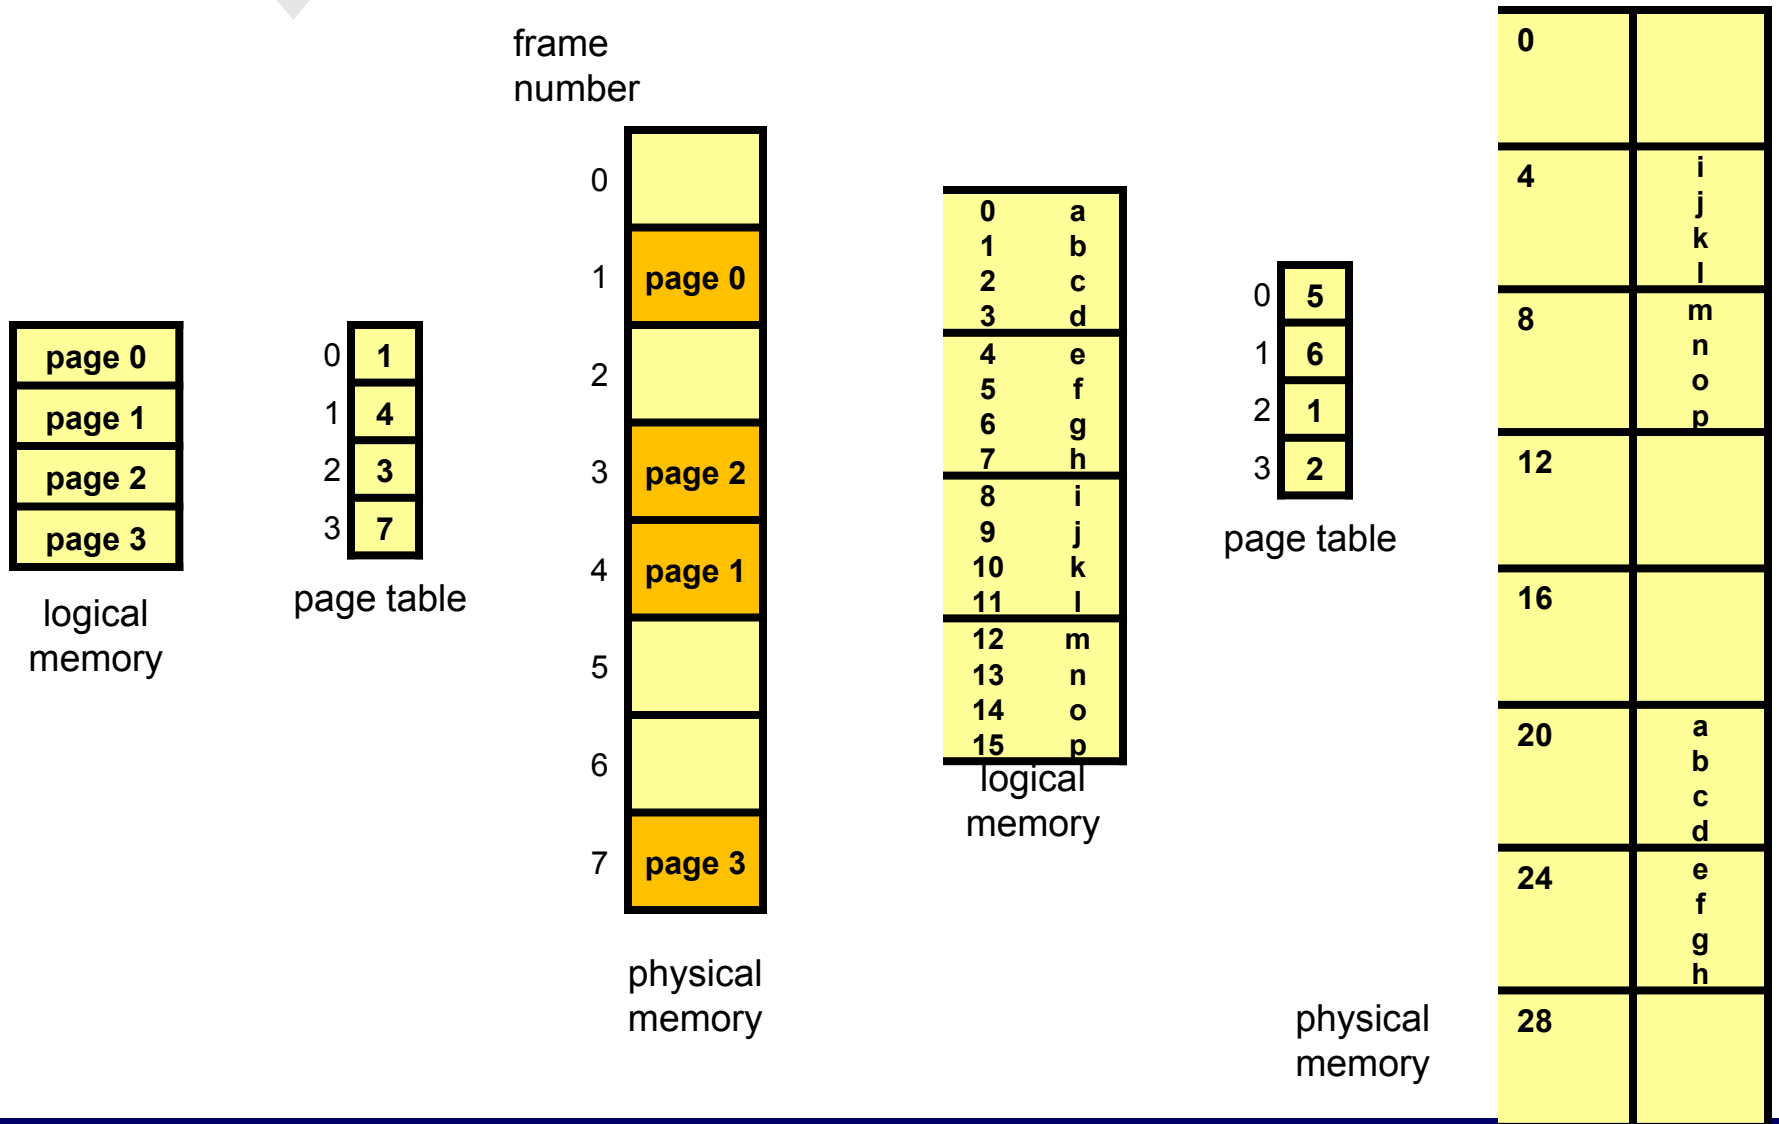 frame
number
0
1 page 0
2
3 page 2
4 page 1
5
6
7 page 3
physical
memory
page 0
page 1
page 2
page 3
logical
memory
0 1
1 4
2 3
3 7
page table
0 a
1 b
2 c
3 d
4 e
5 f
6 g
7 h
8 i
9 j
10 k
11 l
12 m
13 n
14 o
15 p
logical
memory
0 5
1 6
2 1
3 2
page table
0
4 i
j
k
l
8 m
n
o
p
12
16
20 a
b
c
d
24 e
f
g
h
28
physical
memory